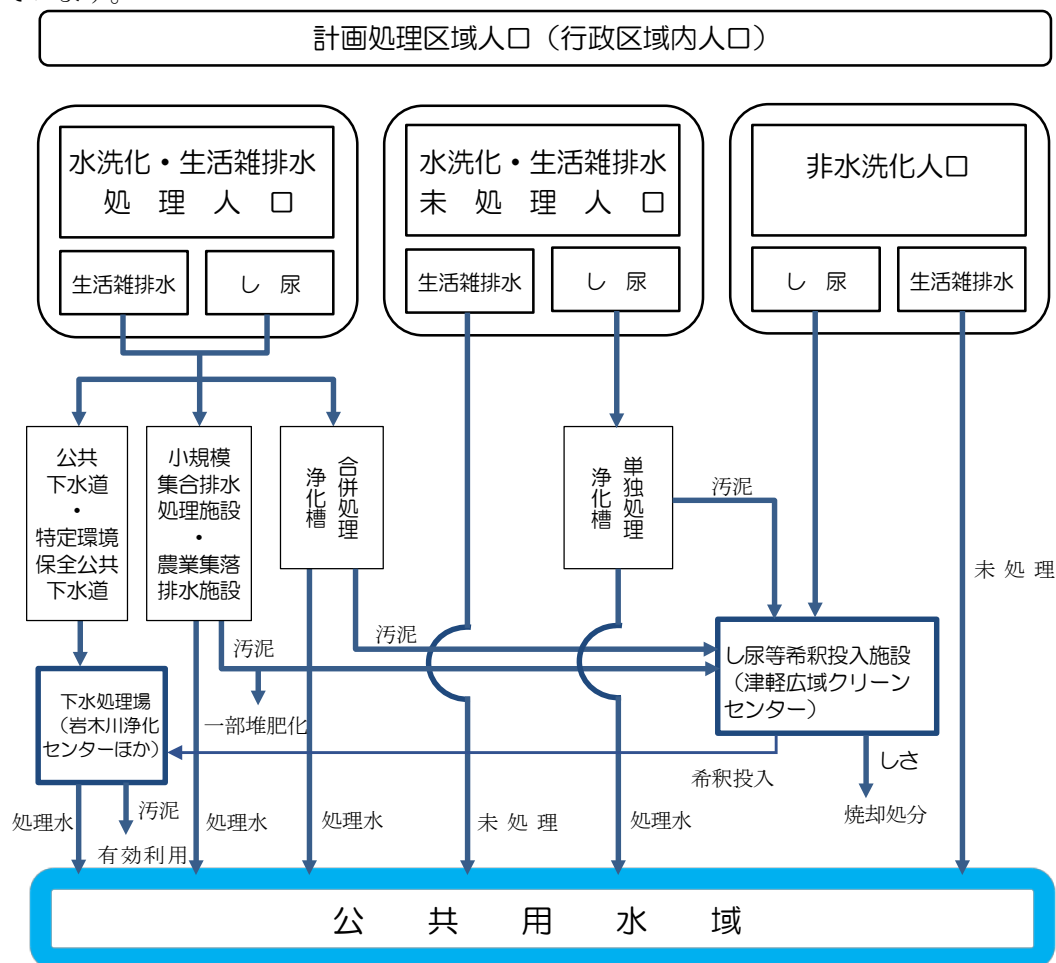 計画処理区域人口（行政区域内人口）
水洗化・生活雑排水
処理人口
生活雑排水
し尿
水洗化・生活雑排水
未処理人口
生活雑排水
し尿
非水洗化人口
し尿
生活雑排水
公共
下水道
・
特定環境
保全公共
下水道
小規模
集合排水
処理施設
・
農業集落
排水施設
合併処理
浄化槽
単独処理
浄化槽
汚泥
未処理
汚泥
汚泥
一部堆肥化
し尿等希釈投入施設
（津軽広域クリーン
センター）
下水処理場
（岩木川浄化
センターほか）
希釈投入
しさ
焼却処分
処理水
汚泥
有効利用
処理水
処理水
未処理
処理水
公共用水域